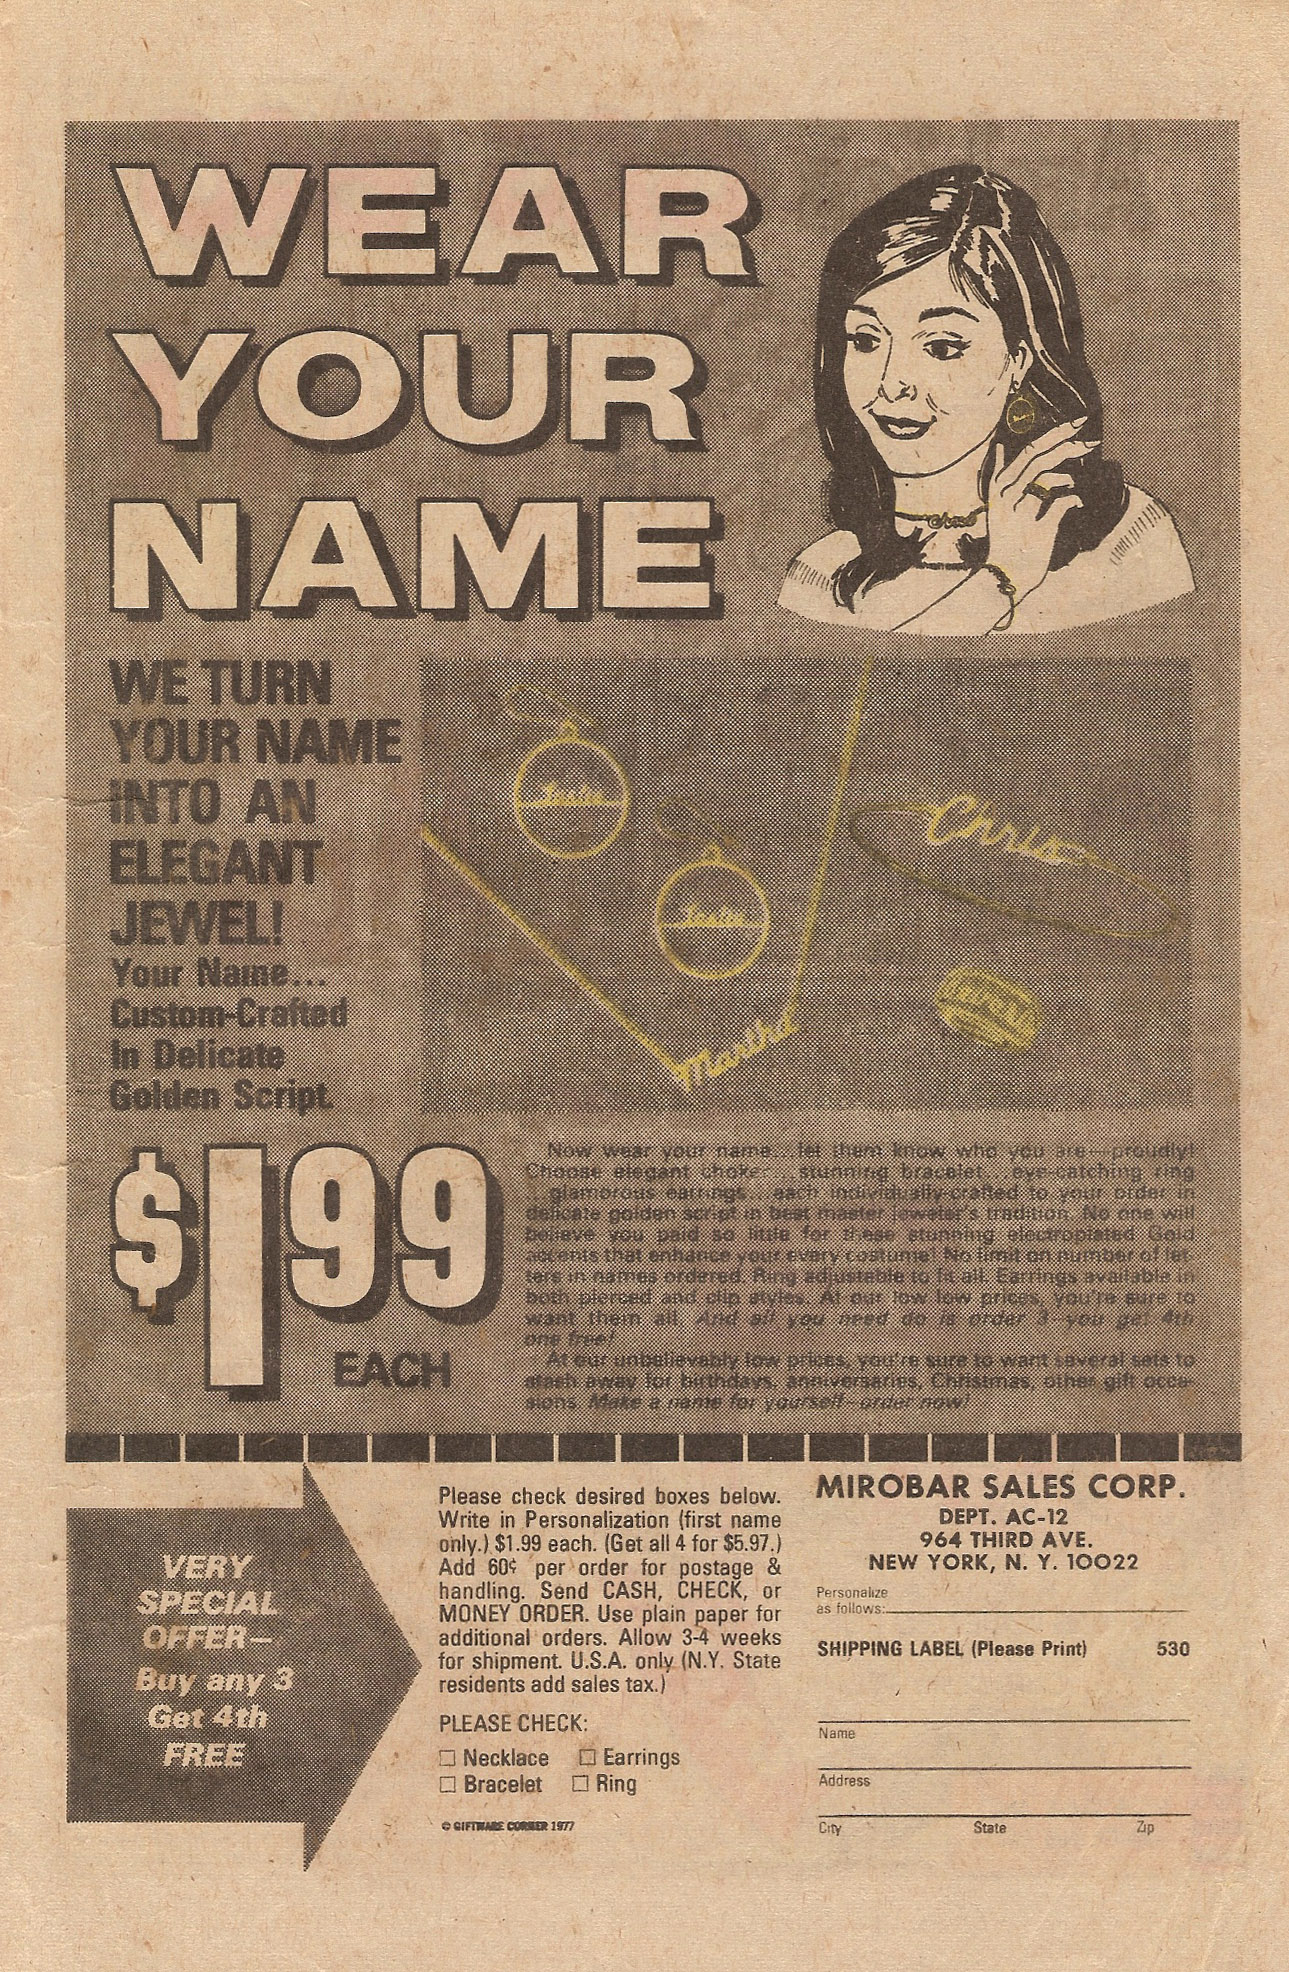 WEAR
YOUR
NAME
WE TURN
YOUR NAME
INTO AN
ELEGANT
JEWEL!
Your Name...
Custom-Crafted
In Delicate
Golden Script.
Chris
Martha
$1.99
EACH
Now wear your name...let them know who you are—proudly!
Choose elegant choker...stunning bracelet...eye-catching ring
...glamorous earrings...each individually-crafted to your order in
delicate golden script in best master jeweler's tradition. No one will
believe you paid so little for these stunning electroplated Gold
accents that enhance your every costume! No limit on number of let-
ters in names ordered. Ring adjustable to fit all. Earrings available in
both pierced and clip styles. At our low low prices, you're sure to
want them all. And all you need do is order 3—you get 4th
one free!
At our unbelievably low prices, you're sure to want several sets to
stash away for birthdays, anniversaries, Christmas, other gift occa-
sions. Make a name for yourself—order now!
VERY
SPECIAL
OFFER—
Buy any 3
Get 4th
FREE
Please check desired boxes below.
Write in Personalization (first name
only.) $1.99 each. (Get all 4 for $5.97.)
Add 60¢ per order for postage &
handling. Send CASH, CHECK, or
MONEY ORDER. Use plain paper for
additional orders. Allow 3-4 weeks
for shipment. U.S.A. only (N.Y. State
residents add sales tax.)
PLEASE CHECK:
☐ Necklace ☐ Earrings
☐ Bracelet ☐ Ring
© GIFTWARE CORNER 1977
MIROBAR SALES CORP.
DEPT. AC-12
964 THIRD AVE.
NEW YORK, N. Y. 10022
Personalize
as follows:
SHIPPING LABEL (Please Print) 530
Name
Address
City State Zip